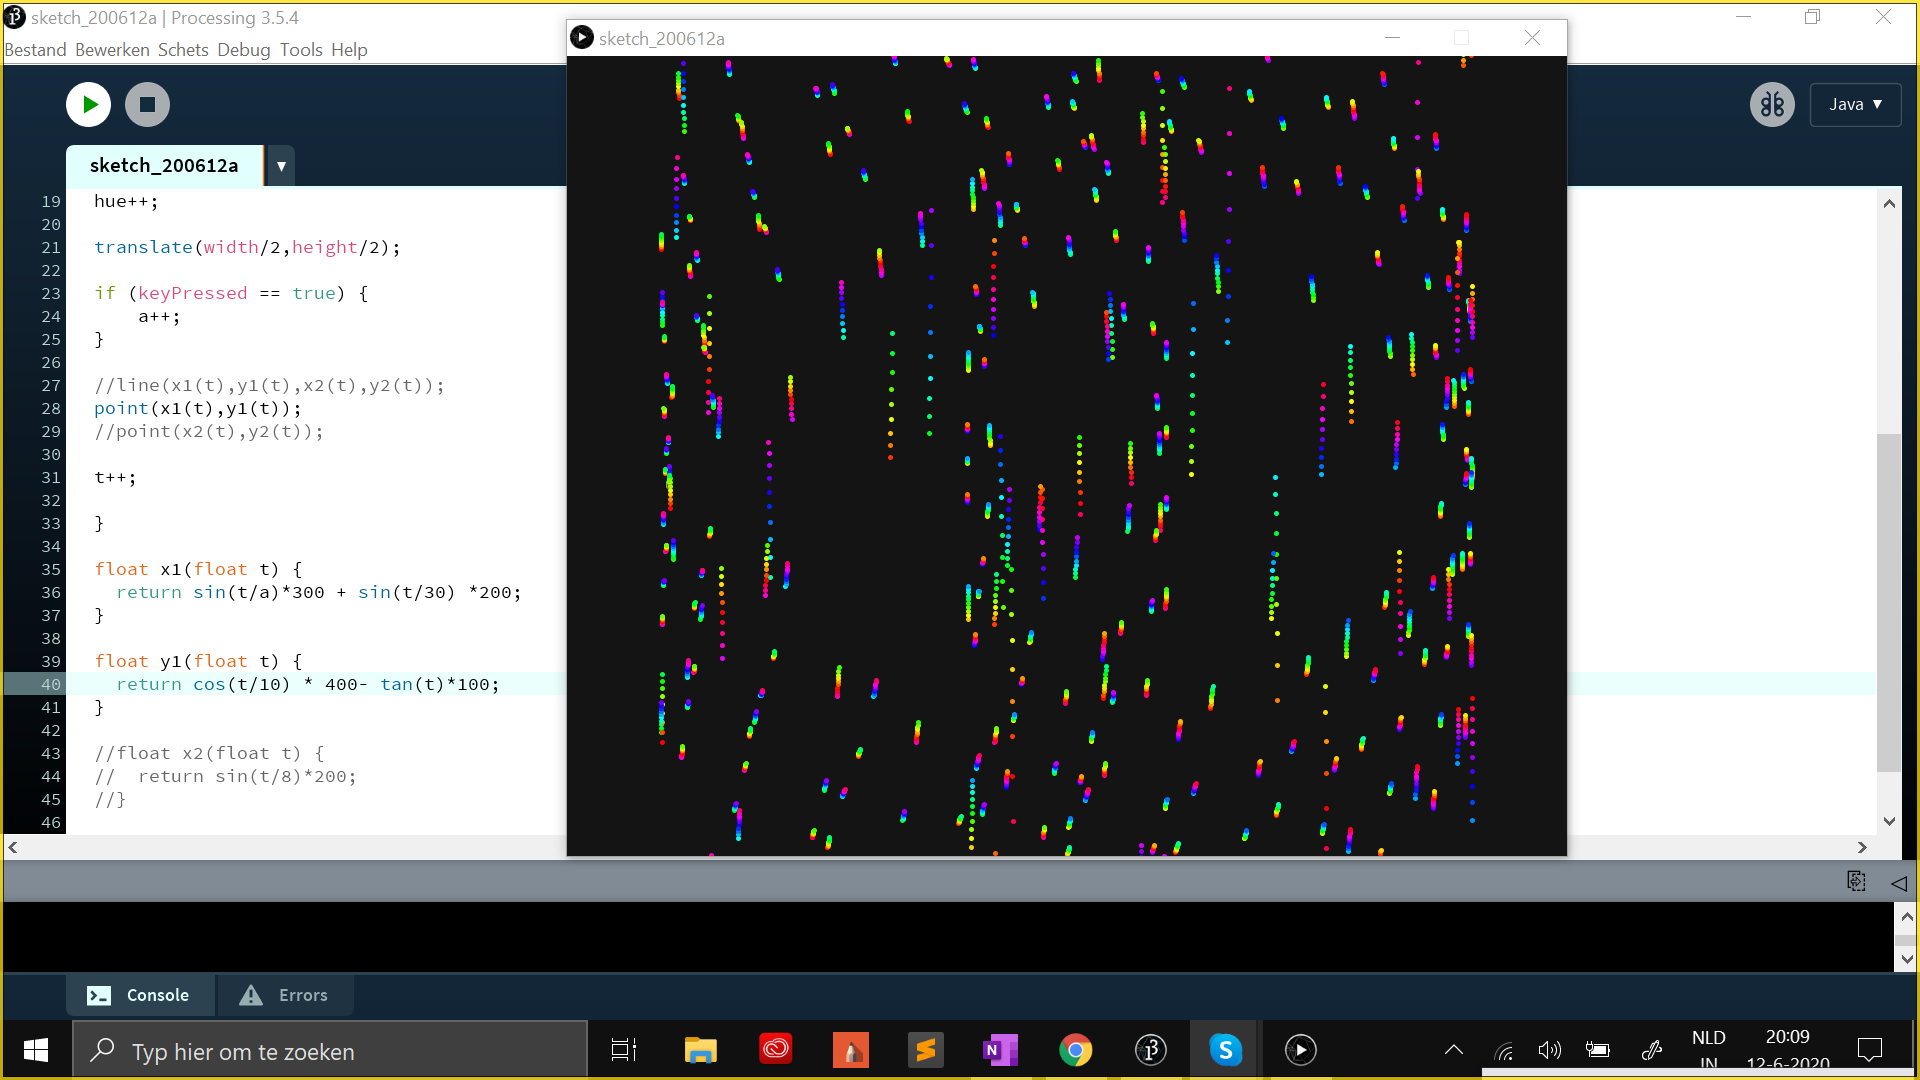 sketch_200612a | Processing 3.5.4
Bestand Bewerken Schets Debug Tools Help
sketch_200612a
Java ▼
sketch_200612a ▼
19 hue++;
20
21 translate(width/2,height/2);
22
23 if (keyPressed == true) {
24 a++;
25 }
26
27 //line(x1(t),y1(t),x2(t),y2(t));
28 point(x1(t),y1(t));
29 //point(x2(t),y2(t));
30
31 t++;
32
33 }
34
35 float x1(float t) {
36 return sin(t/a)*300 + sin(t/30) *200;
37 }
38
39 float y1(float t) {
40 return cos(t/10) * 400- tan(t)*100;
41 }
42
43 //float x2(float t) {
44 // return sin(t/8)*200;
45 //}
46
Console
Errors
Typ hier om te zoeken
N
S
NLD
IN
20:09
12-6-2020